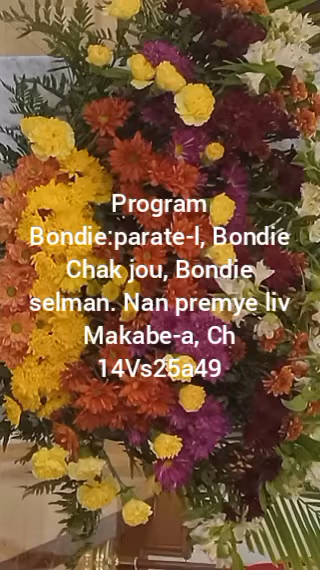 Program
Bondie:parate-l, Bondie
Chak jou, Bondie
selman. Nan premye liv
Makabe-a, Ch
14Vs25a49